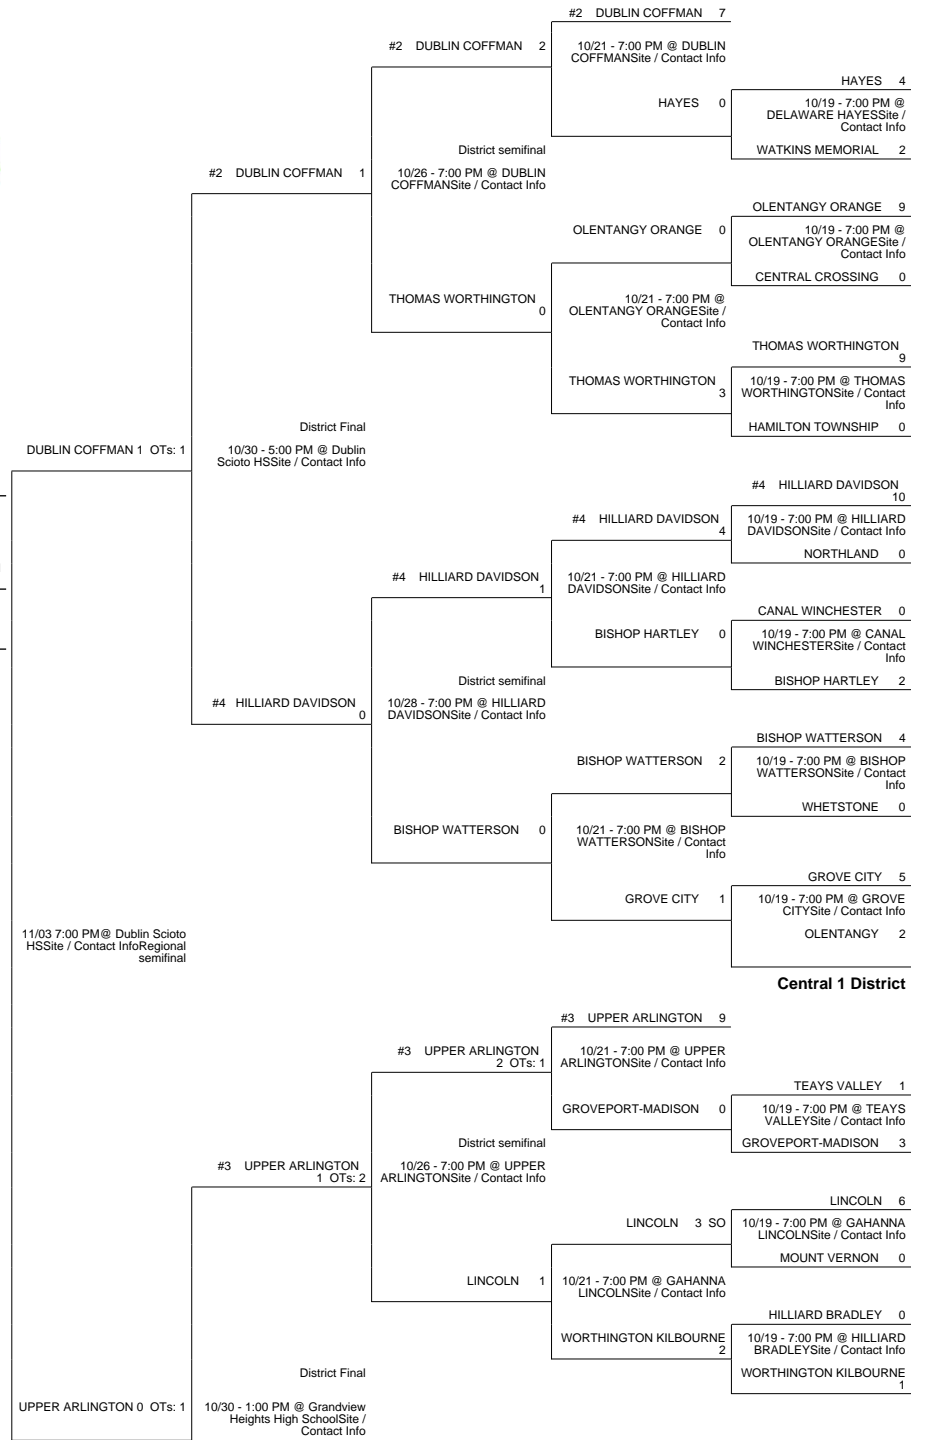 #2 DUBLIN COFFMAN 7
#2 DUBLIN COFFMAN 2
10/21 - 7:00 PM @ DUBLIN
COFFMANSite / Contact Info
HAYES 4
HAYES 0
10/19 - 7:00 PM @
DELAWARE HAYESSite /
Contact Info
WATKINS MEMORIAL 2
District semifinal
#2 DUBLIN COFFMAN 1
10/26 - 7:00 PM @ DUBLIN
COFFMANSite / Contact Info
OLENTANGY ORANGE 9
OLENTANGY ORANGE 0
10/19 - 7:00 PM @
OLENTANGY ORANGESite /
Contact Info
CENTRAL CROSSING 0
THOMAS WORTHINGTON
0
10/21 - 7:00 PM @
OLENTANGY ORANGESite /
Contact Info
THOMAS WORTHINGTON
9
THOMAS WORTHINGTON
3
10/19 - 7:00 PM @ THOMAS
WORTHINGTONSite / Contact
Info
HAMILTON TOWNSHIP 0
District Final
DUBLIN COFFMAN 1 OTs: 1
10/30 - 5:00 PM @ Dublin
Scioto HSSite / Contact Info
#4 HILLIARD DAVIDSON
10
#4 HILLIARD DAVIDSON
4
10/19 - 7:00 PM @ HILLIARD
DAVIDSONSite / Contact Info
NORTHLAND 0
#4 HILLIARD DAVIDSON
1
10/21 - 7:00 PM @ HILLIARD
DAVIDSONSite / Contact Info
CANAL WINCHESTER 0
BISHOP HARTLEY 0
10/19 - 7:00 PM @ CANAL
WINCHESTERSite / Contact
Info
BISHOP HARTLEY 2
District semifinal
#4 HILLIARD DAVIDSON
0
10/28 - 7:00 PM @ HILLIARD
DAVIDSONSite / Contact Info
BISHOP WATTERSON 4
BISHOP WATTERSON 2
10/19 - 7:00 PM @ BISHOP
WATTERSONSite / Contact
Info
WHETSTONE 0
BISHOP WATTERSON 0
10/21 - 7:00 PM @ BISHOP
WATTERSONSite / Contact
Info
GROVE CITY 5
GROVE CITY 1
10/19 - 7:00 PM @ GROVE
CITYSite / Contact Info
OLENTANGY 2
11/03 7:00 PM@ Dublin Scioto
HSSite / Contact InfoRegional
semifinal
Central 1 District
#3 UPPER ARLINGTON 9
#3 UPPER ARLINGTON
2 OTs: 1
10/21 - 7:00 PM @ UPPER
ARLINGTONSite / Contact Info
TEAYS VALLEY 1
GROVEPORT-MADISON 0
10/19 - 7:00 PM @ TEAYS
VALLEYSite / Contact Info
GROVEPORT-MADISON 3
District semifinal
#3 UPPER ARLINGTON
1 OTs: 2
10/26 - 7:00 PM @ UPPER
ARLINGTONSite / Contact Info
LINCOLN 6
LINCOLN 3 SO
10/19 - 7:00 PM @ GAHANNA
LINCOLNSite / Contact Info
MOUNT VERNON 0
LINCOLN 1
10/21 - 7:00 PM @ GAHANNA
LINCOLNSite / Contact Info
HILLIARD BRADLEY 0
WORTHINGTON KILBOURNE
2
10/19 - 7:00 PM @ HILLIARD
BRADLEYSite / Contact Info
WORTHINGTON KILBOURNE
1
District Final
UPPER ARLINGTON 0 OTs: 1
10/30 - 1:00 PM @ Grandview
Heights High SchoolSite /
Contact Info